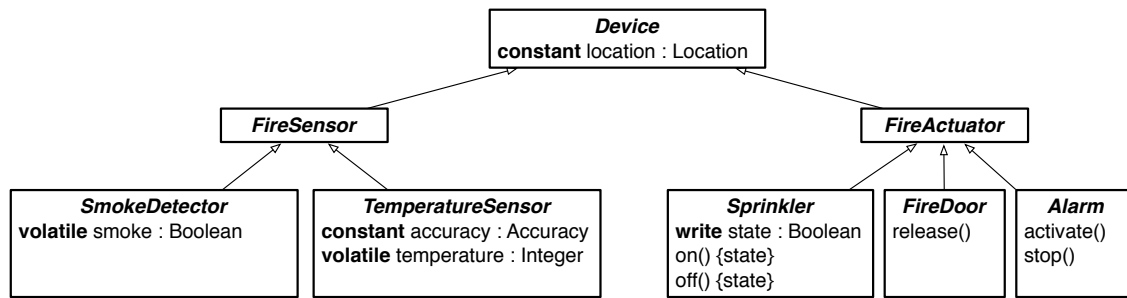 Device
constant location : Location
FireSensor
FireActuator
SmokeDetector
volatile smoke : Boolean
TemperatureSensor
constant accuracy : Accuracy
volatile temperature : Integer
Sprinkler
write state : Boolean
on() {state}
off() {state}
FireDoor
release()
Alarm
activate()
stop()